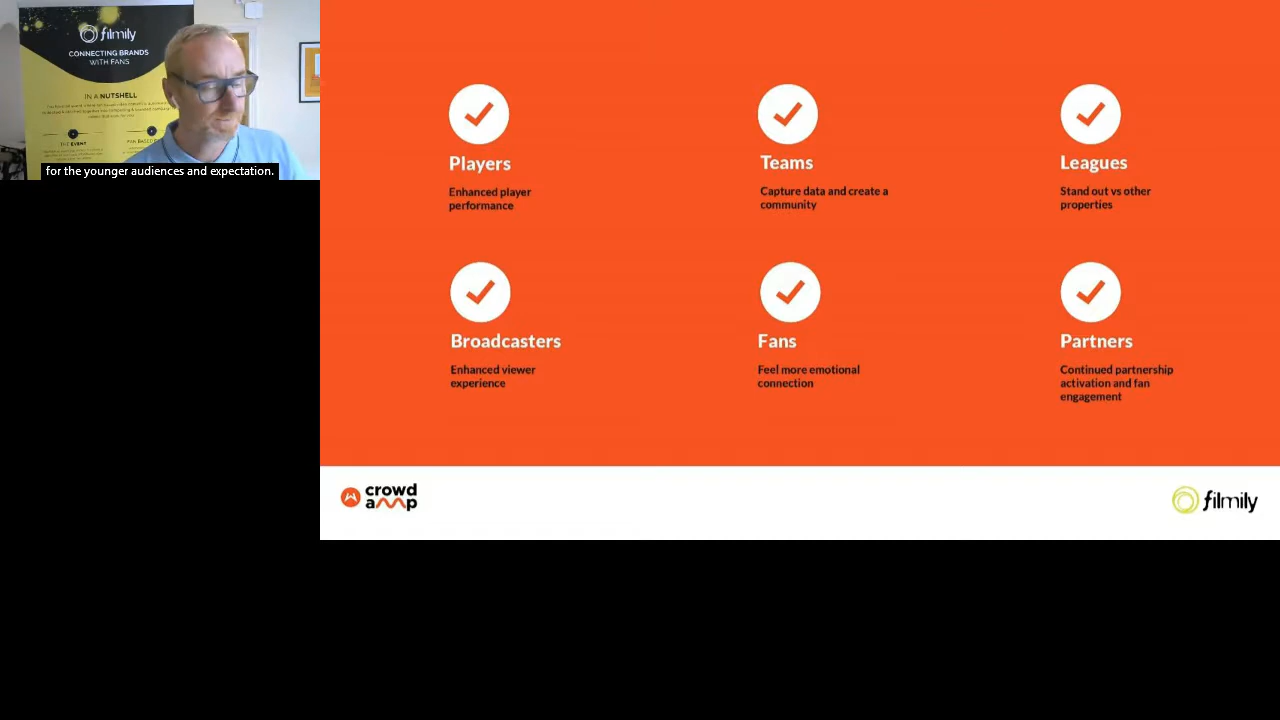 filmily
CONNECTING BRANDS
WITH FANS
IN A NUTSHELL
THE EVENT
for the younger audiences and expectation.
Players
Enhanced player
performance
Teams
Capture data and create a
community
Leagues
Stand out vs other
properties
Broadcasters
Enhanced viewer
experience
Fans
Feel more emotional
connection
Partners
Continued partnership
activation and fan
engagement
crowd
amp
filmily